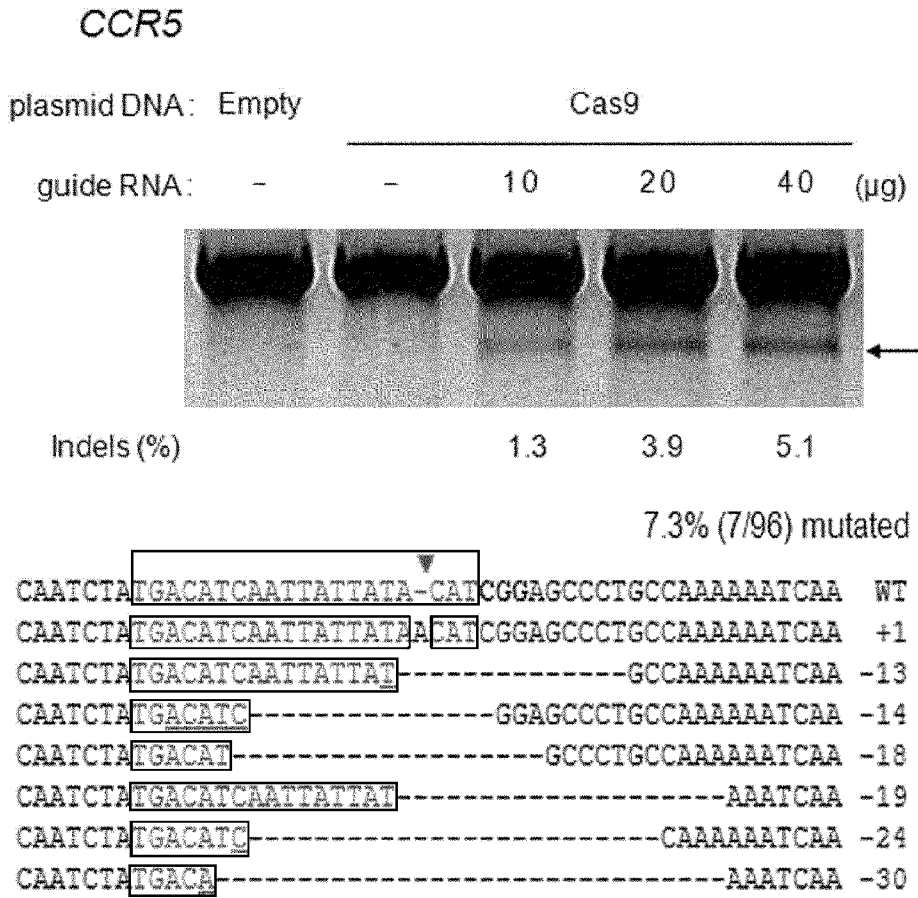 CCR5
plasmid DNA: Empty Cas9
guide RNA: - - 10 20 40 (μg)
Indels (%) 1.3 3.9 5.1
7.3% (7/96) mutated
CAATCTATGACATCAATTATTATA-CATCGGAGCCCTGCCAAAAAATCAA WT
CAATCTATGACATCAATTATTATAACATCGGAGCCCTGCCAAAAAATCAA +1
CAATCTATGACATCAATTATTAT--------------GCCAAAAAATCAA -13
CAATCTATGACATC---------------GGAGCCCTGCCAAAAAATCAA -14
CAATCTATGACAT-------------------GCCCTGCCAAAAAATCAA -18
CAATCTATGACATCAATTATTAT--------------------AAATCAA -19
CAATCTATGACATC-------------------------CAAAAAATCAA -24
CAATCTATGACA-------------------------------AAATCAA -30